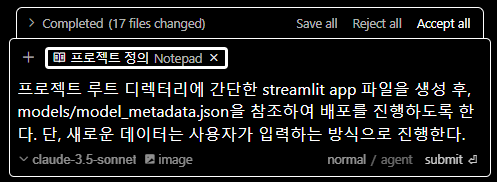 Completed (17 files changed) Save all Reject all Accept all
+ 프로젝트 정의 Notepad ×
프로젝트 루트 디렉터리에 간단한 streamlit app 파일을 생성 후,
models/model_metadata.json을 참조하여 배포를 진행하도록 한
다. 단, 새로운 데이터는 사용자가 입력하는 방식으로 진행한다.
claude-3.5-sonnet image normal / agent submit ⏎